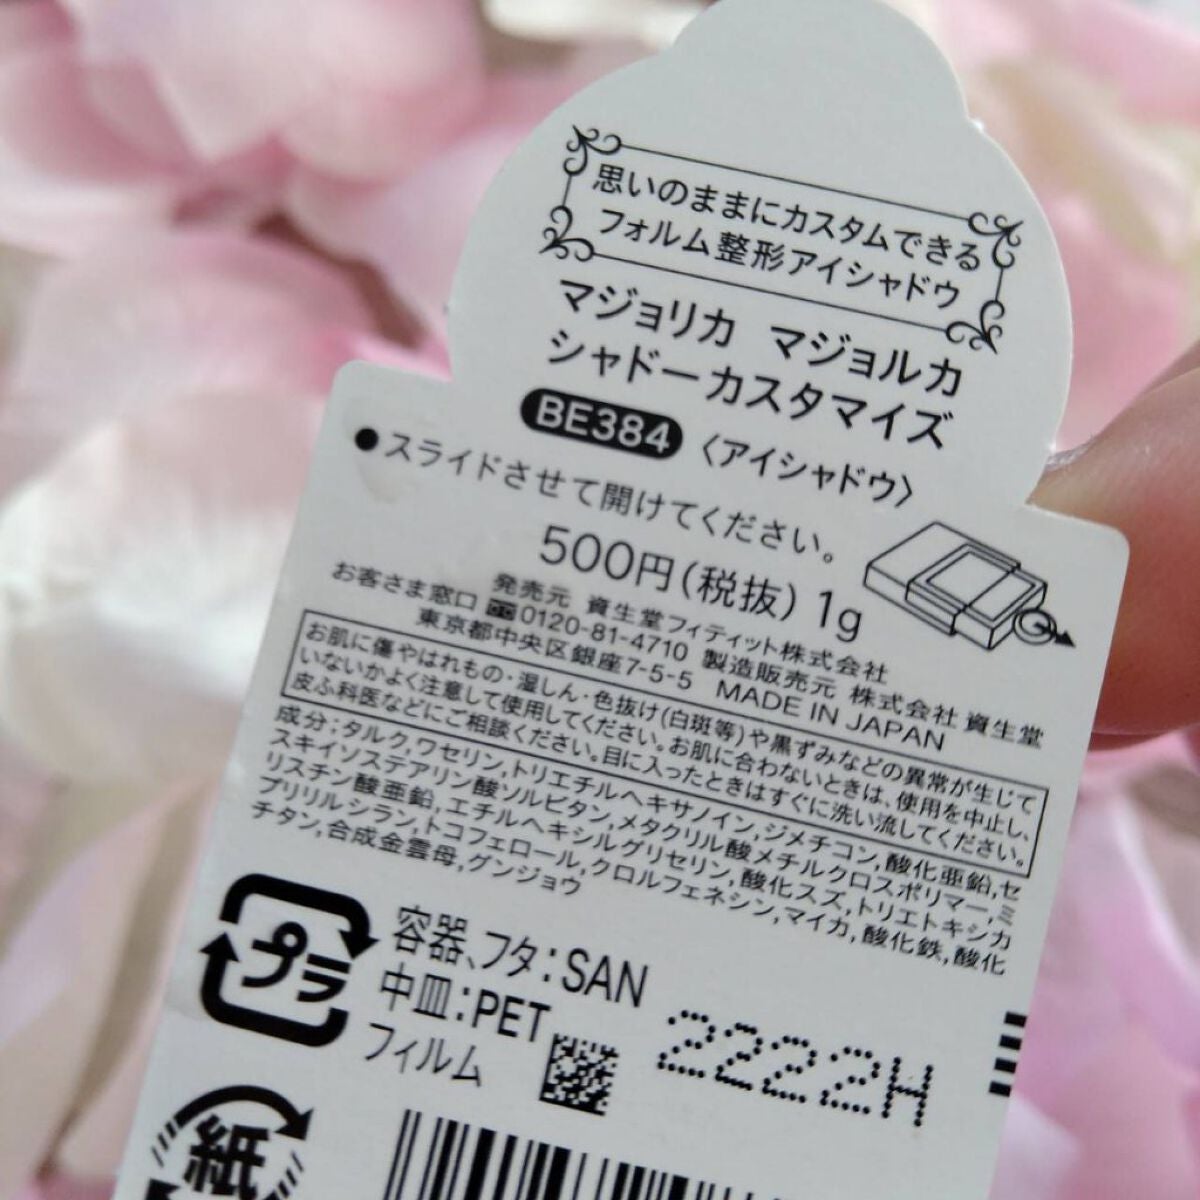 思いのままにカスタムできる
フォルム整形アイシャドウ
マジョリカ マジョルカ
シャドーカスタマイズ
BE384 〈アイシャドウ〉
●スライドさせて開けてください。
500円(税抜) 1g
発売元 資生堂フィティット株式会社
お客さま窓口 0120-81-4710 製造販売元 株式会社 資生堂
東京都中央区銀座7-5-5 MADE IN JAPAN
お肌に傷やはれもの・湿しん・色抜け(白斑等)や黒ずみなどの異常が生じて
いないかよく注意して使用してください。お肌に合わないときは、使用を中止し、
皮ふ科医などにご相談ください。目に入ったときはすぐに洗い流してください。
成分:タルク,ワセリン,トリエチルヘキサノイン,ジメチコン,酸化亜鉛,セ
スキイソステアリン酸ソルビタン,メタクリル酸メチルクロスポリマー,ミ
リスチン酸亜鉛,エチルヘキシルグリセリン,酸化スズ,トリエトキシカ
プリリルシラン,トコフェロール,クロルフェネシン,マイカ,酸化鉄,酸化
チタン,合成金雲母,グンジョウ
プラ
容器、フタ:SAN
中皿:PET
フィルム
2222H
紙